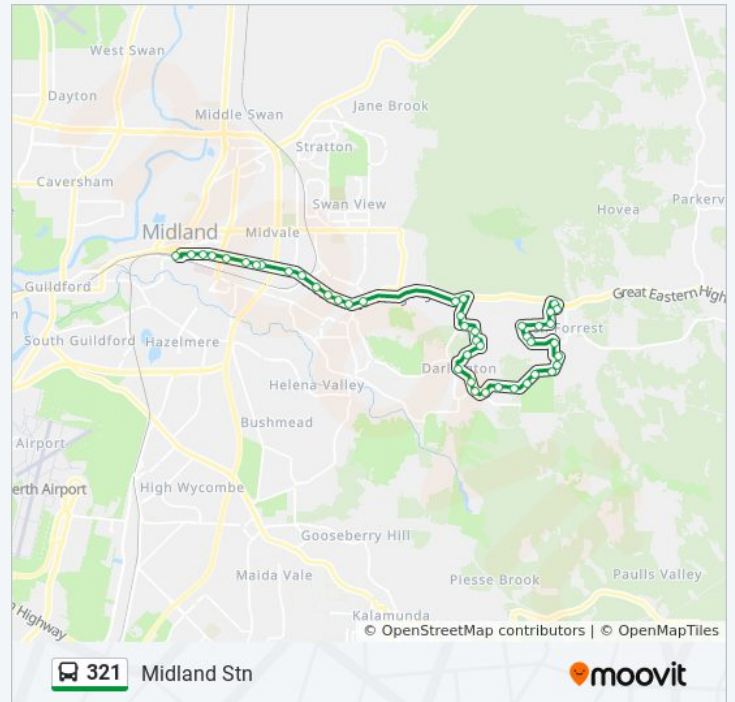 West Swan
Dayton
Middle Swan
Jane Brook
Stratton
Caversham
Swan View
Parkerv
Hovea
Midland
Midvale
Guildford
Great Eastern High
m
South Guildford
Hazelmere
Forrest
Darlington
Helena Valley
Bushmead
Airport
erth Airport
High Wycombe
Gooseberry Hill
Maida Vale
Piesse Brook
Paulls Valley
Kalamunda
Highway
© OpenStreetMap contributors | © OpenMapTiles
321 Midland Stn
moovit